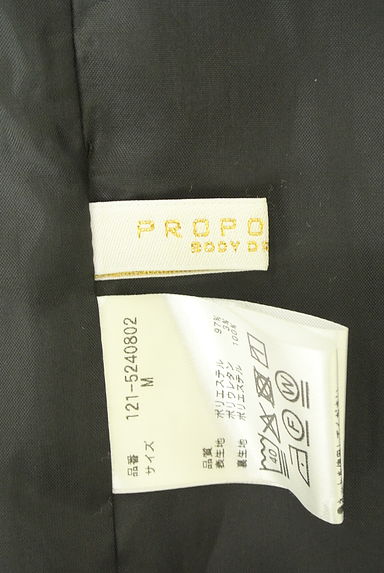 PROPO
BODY D
品番 121-5240802
サイズ M
品質
表生地 ポリエステル 97%
ポリウレタン 3%
裏生地 ポリエステル 100%
40
F
W